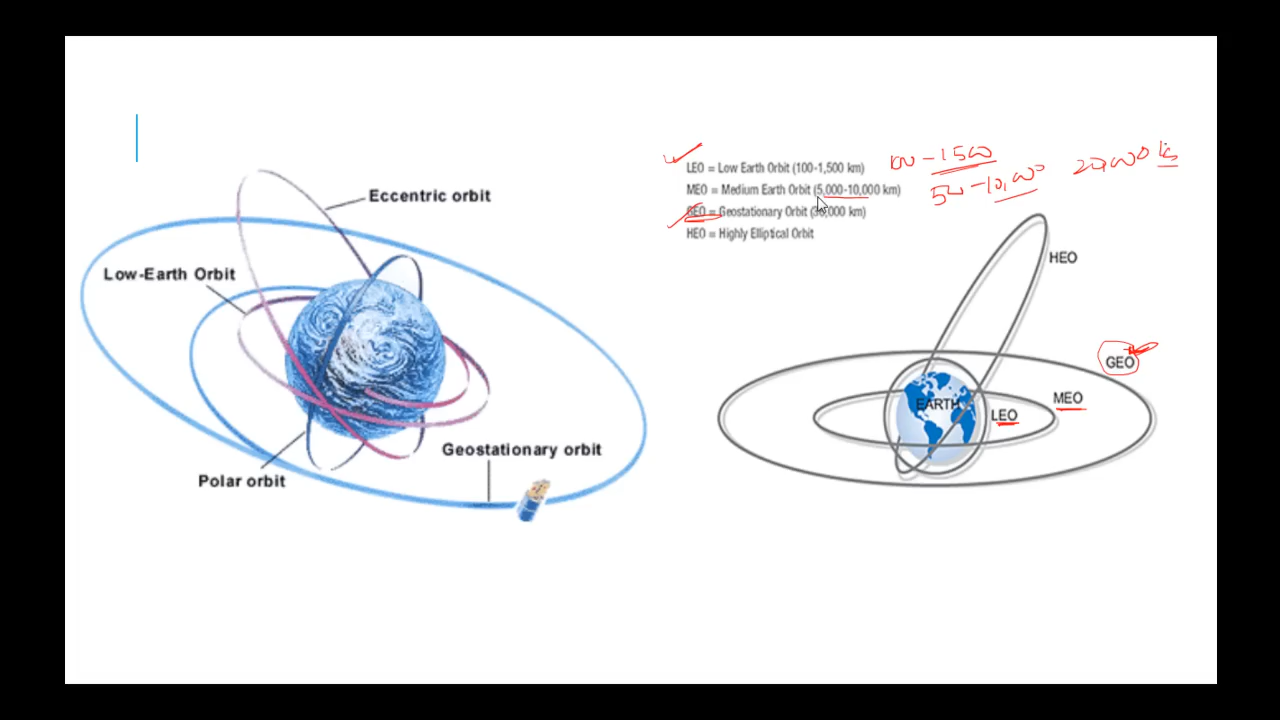 Eccentric orbit
Low-Earth Orbit
Polar orbit
Geostationary orbit
LEO = Low Earth Orbit (100-1,500 km)
MEO = Medium Earth Orbit (5,000-10,000 km)
GEO = Geostationary Orbit (36,000 km)
HEO = Highly Elliptical Orbit
100 - 1500
HEO
GEO
MEO
LEO
EARTH